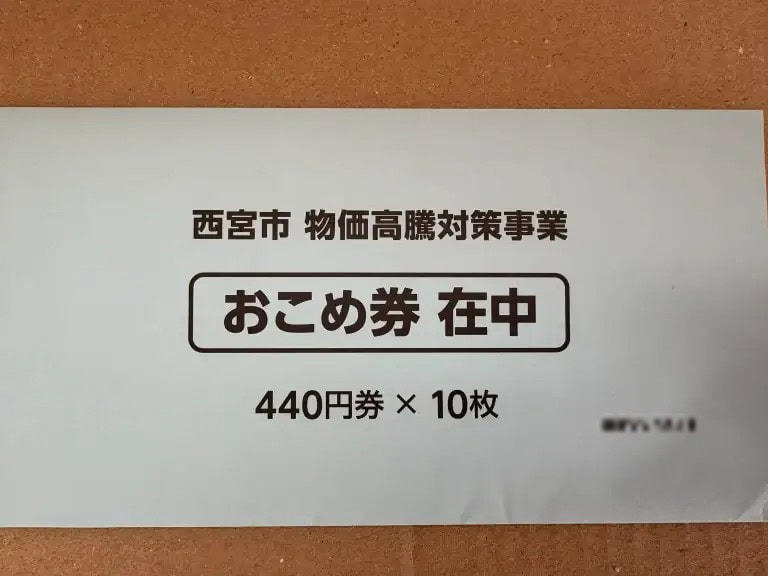 西宮市 物価高騰対策事業
おこめ券 在中
440円券 × 10枚